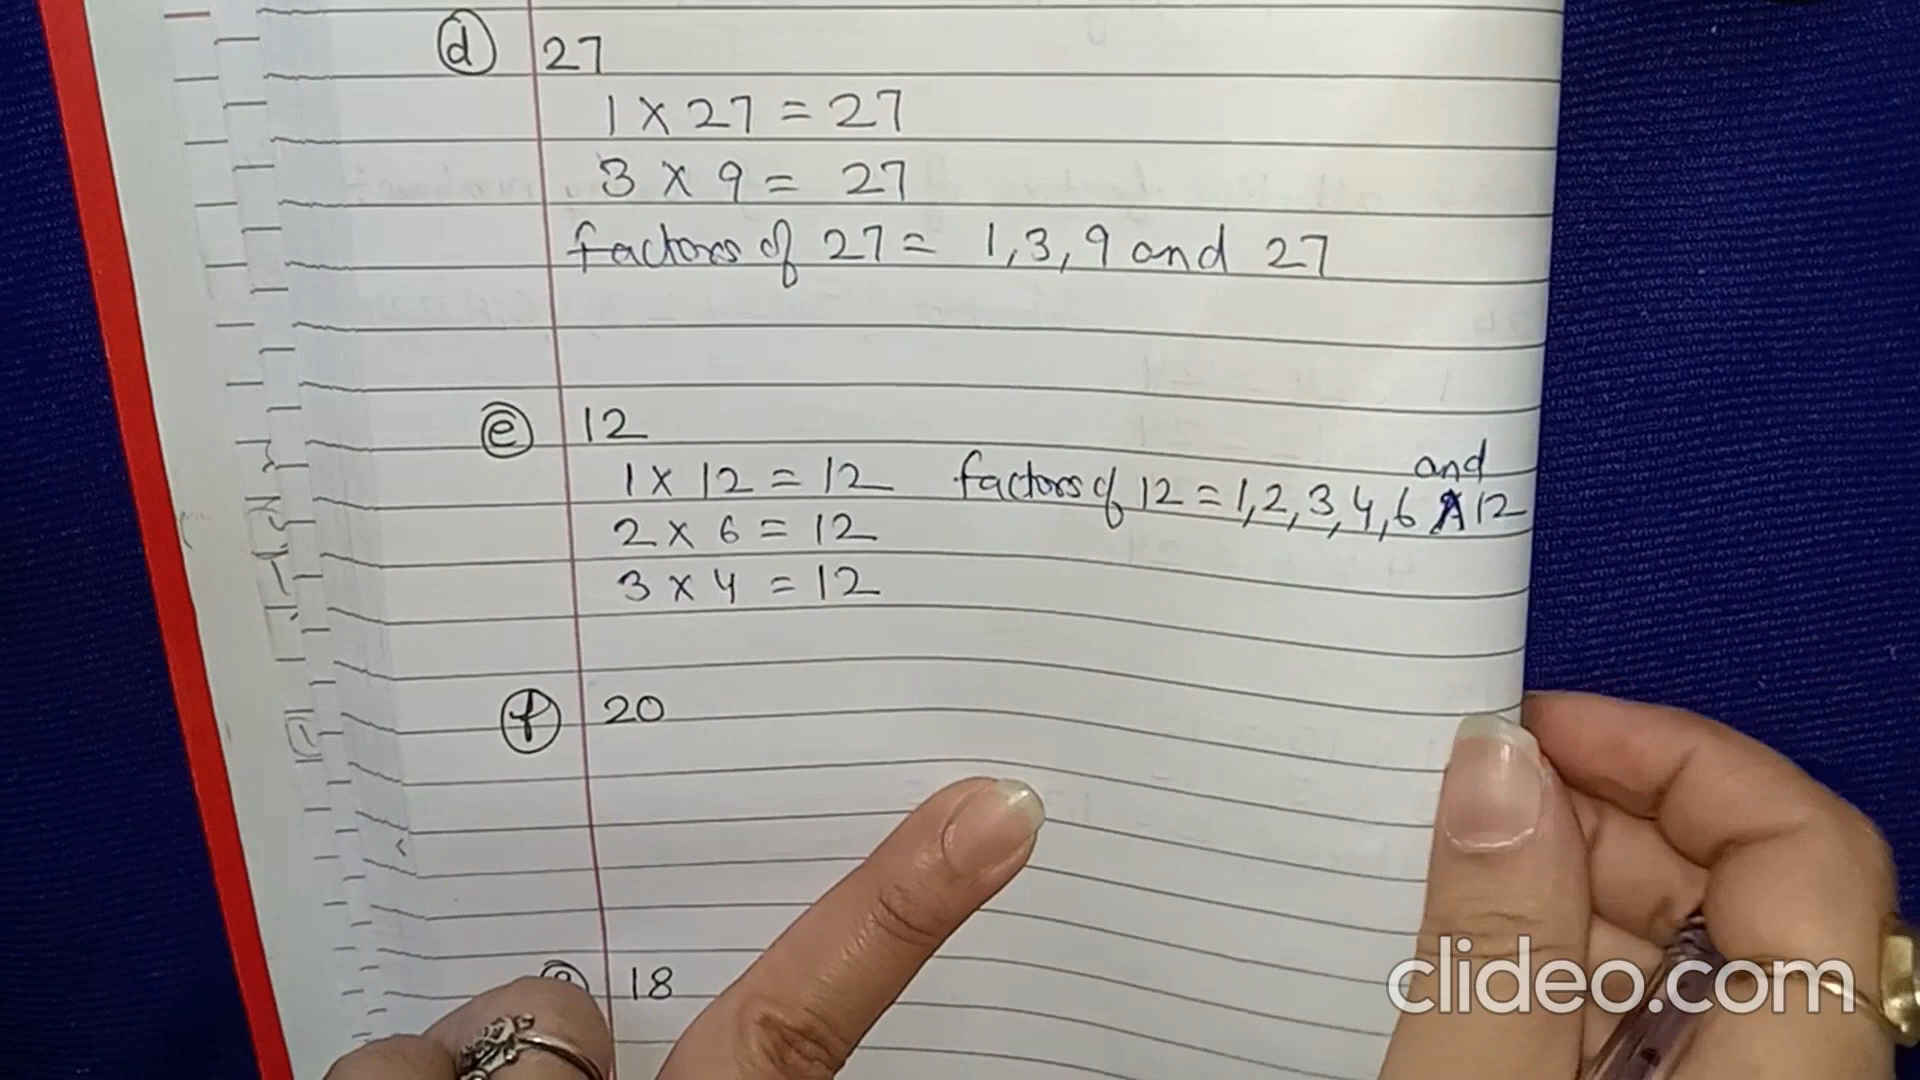 d 27
1 × 27 = 27
3 × 9 = 27
factors of 27 = 1, 3, 9 and 27
e 12
1 × 12 = 12 factors of 12 = 1, 2, 3, 4, 6 and 12
2 × 6 = 12
3 × 4 = 12
f 20
18
clideo.com